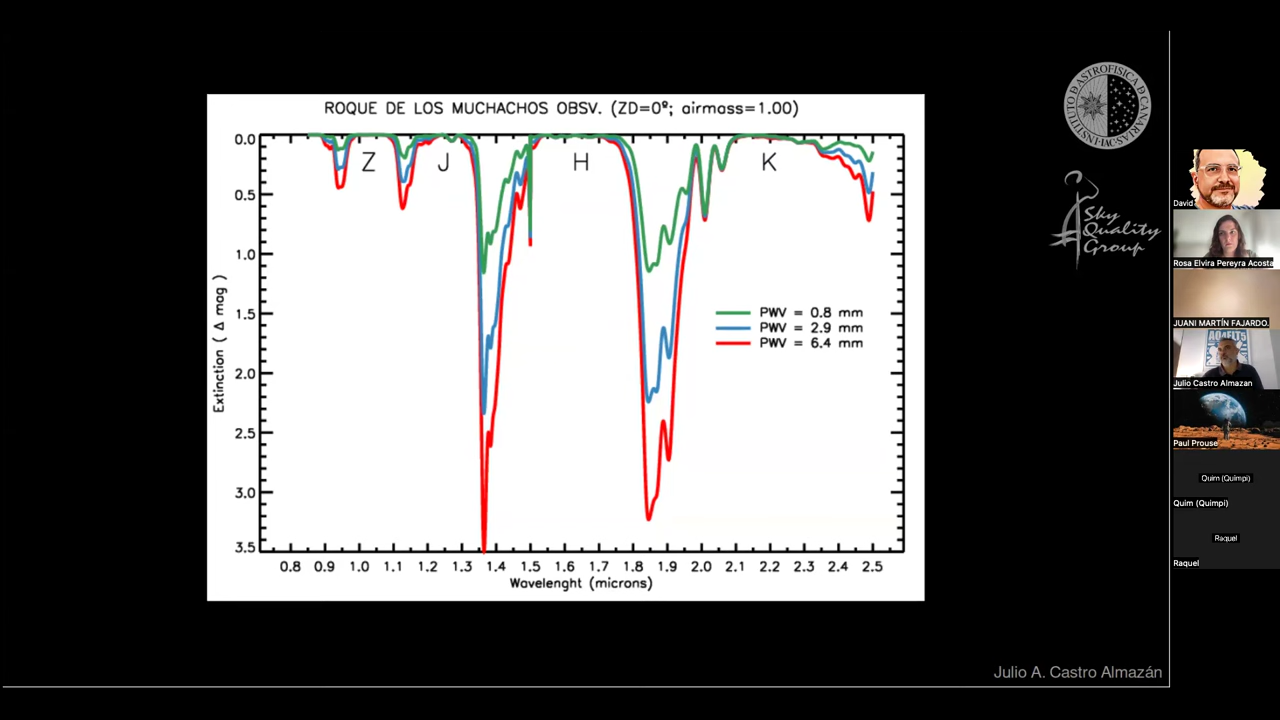 ROQUE DE LOS MUCHACHOS OBSV. (ZD=0º; airmass=1.00)
0.0
0.5
1.0
1.5
2.0
2.5
3.0
3.5
Extinction ( Δ mag )
Z
J
H
K
PWV = 0.8 mm
PWV = 2.9 mm
PWV = 6.4 mm
0.8 0.9 1.0 1.1 1.2 1.3 1.4 1.5 1.6 1.7 1.8 1.9 2.0 2.1 2.2 2.3 2.4 2.5
Wavelenght (microns)
INSTITUTO D ASTROFISICA D CANARIAS
Sky
Quality
Group
Julio A. Castro Almazán
David
Rosa Elvira Pereyra Acosta
JUANI MARTÍN FAJARDO.
Julio Castro Almazan
Paul Prouse
Quim (Quimpi)
Quim (Quimpi)
Raquel
Raquel